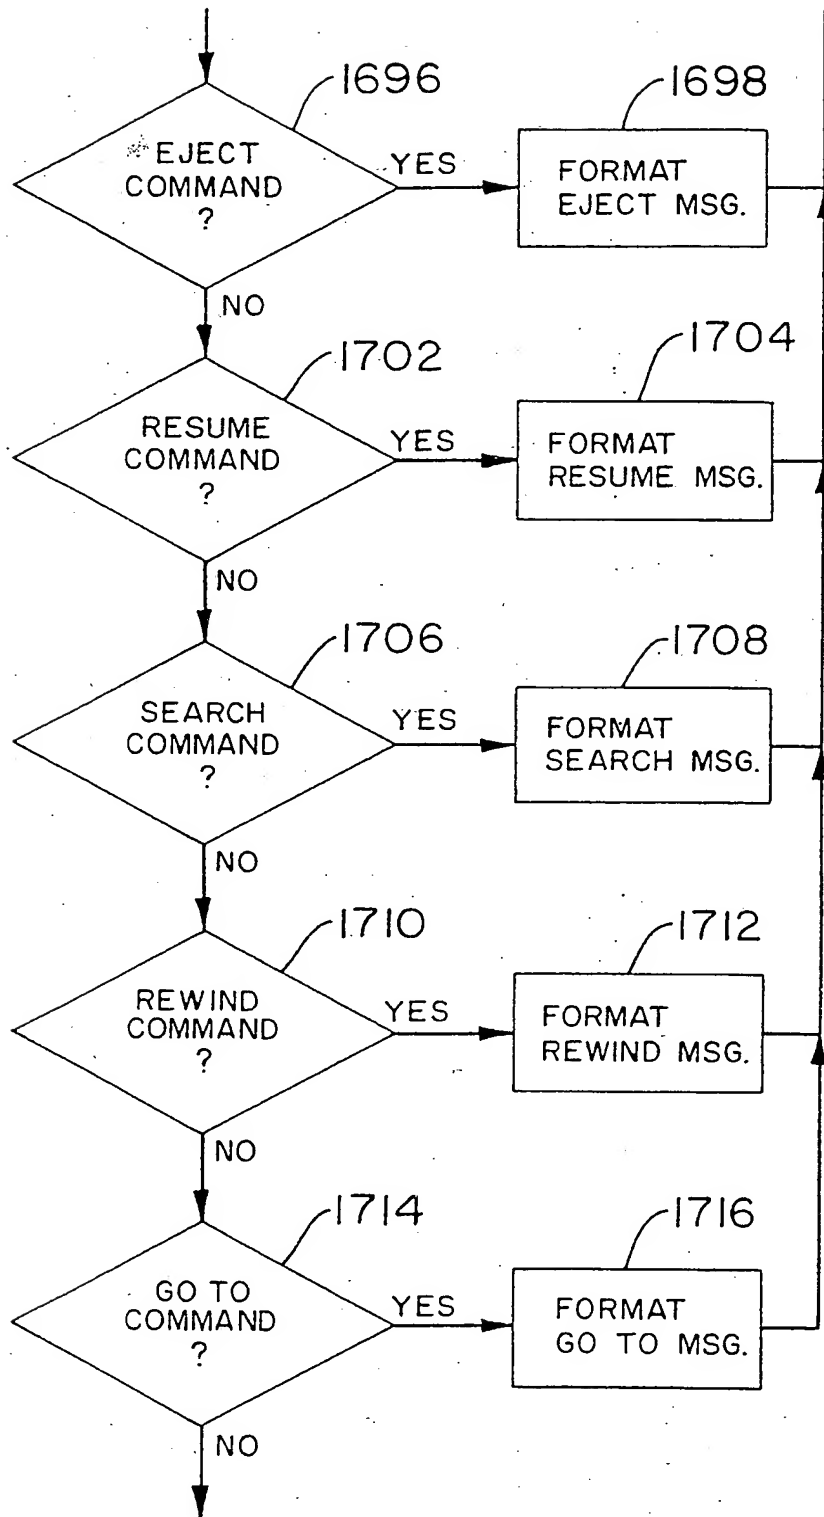 1696
EJECT
COMMAND
?
YES
1698
FORMAT
EJECT MSG.
NO
1702
RESUME
COMMAND
?
YES
1704
FORMAT
RESUME MSG.
NO
1706
SEARCH
COMMAND
?
YES
1708
FORMAT
SEARCH MSG.
NO
1710
REWIND
COMMAND
?
YES
1712
FORMAT
REWIND MSG.
NO
1714
GO TO
COMMAND
?
YES
1716
FORMAT
GO TO MSG.
NO